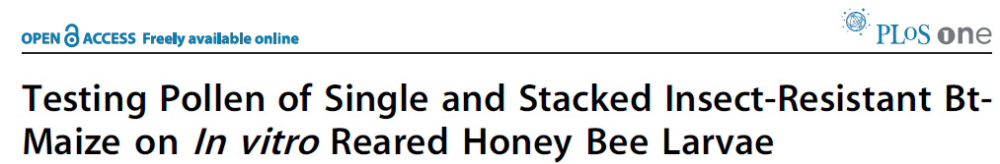 OPEN ACCESS Freely available online
PLoS one
Testing Pollen of Single and Stacked Insect-Resistant Bt-
Maize on In vitro Reared Honey Bee Larvae